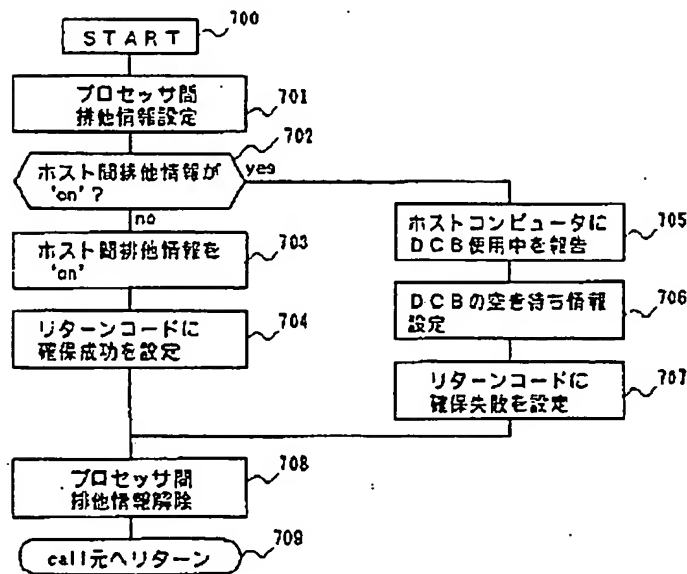 START
700
プロセッサ間
排他情報設定
701
702
ホスト間排他情報が
'on'?
yes
no
ホスト間排他情報を
'on'
703
リターンコードに
確保成功を設定
704
ホストコンピュータに
DCB使用中を報告
705
DCBの空き待ち情報
設定
706
リターンコードに
確保失敗を設定
707
プロセッサ間
排他情報解除
708
call元へリターン
709